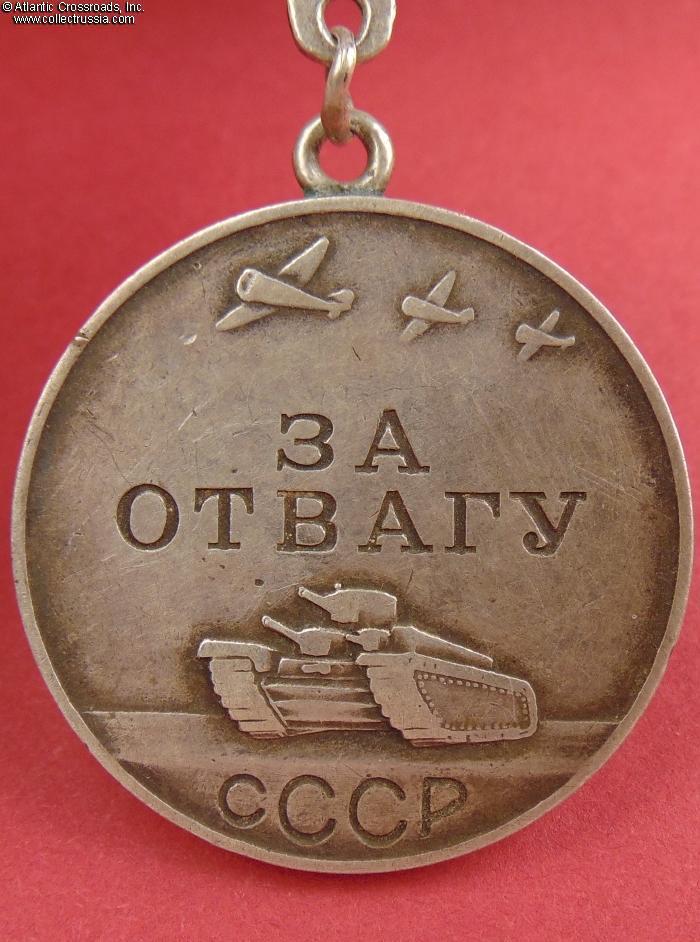 © Atlantic Crossroads, Inc.
www.collectrussia.com
ЗА
ОТВАГУ
СССР